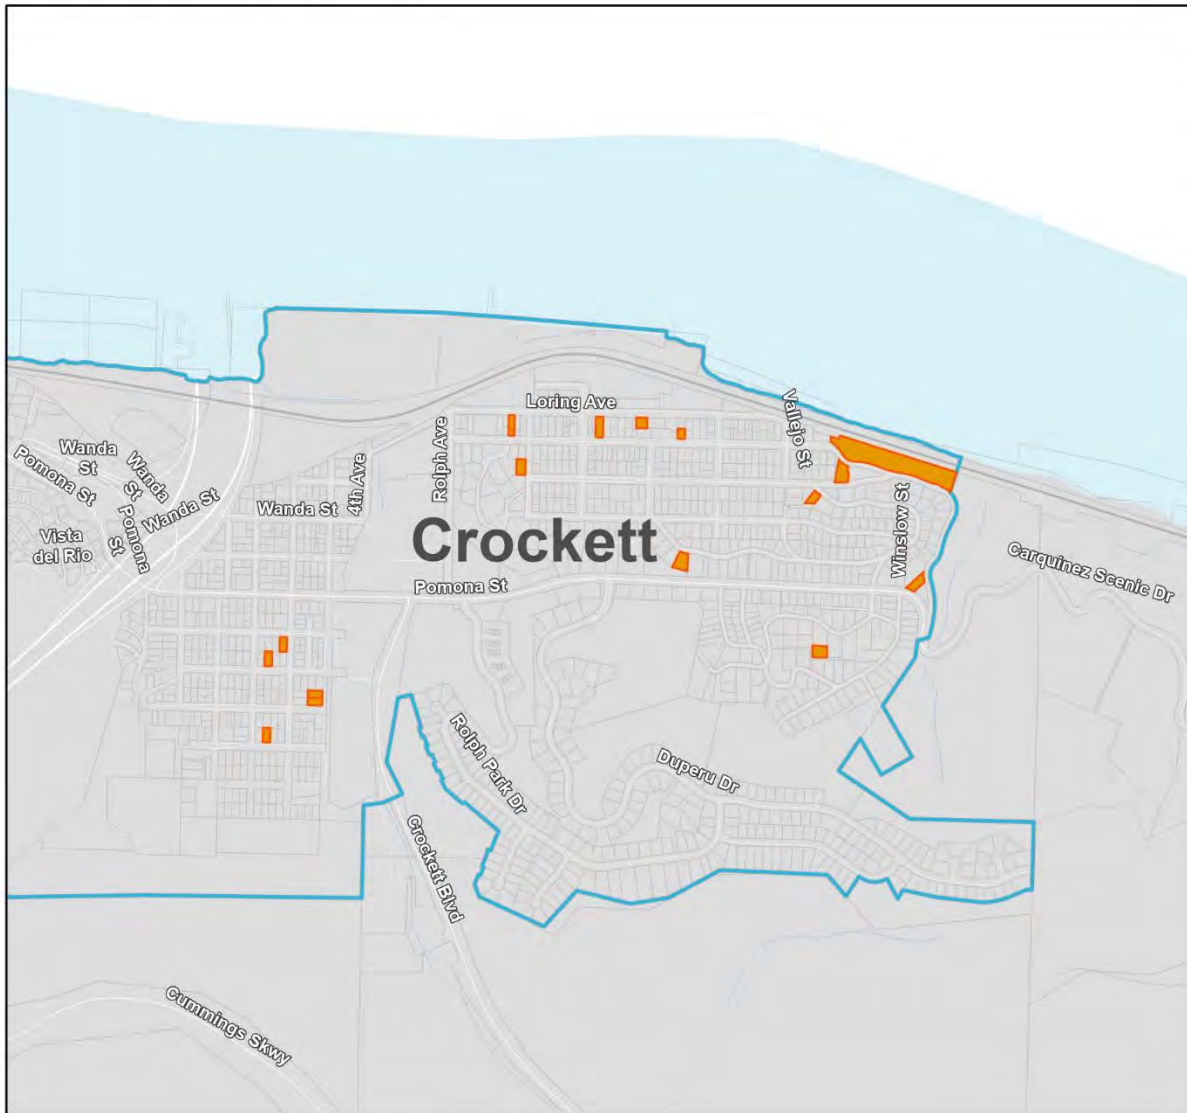 Loring Ave
Vallejo St
Rolph Ave
4th Ave
Wanda
St
Wanda
St
Pomona St
Wanda St
Wanda St
Pomona
St
Vista
del Rio
Crockett
Winslow St
Carquinez Scenic Dr
Pomona St
Rolph Park Dr
Duperu Dr
Crockett Blvd
Cummings Skwy